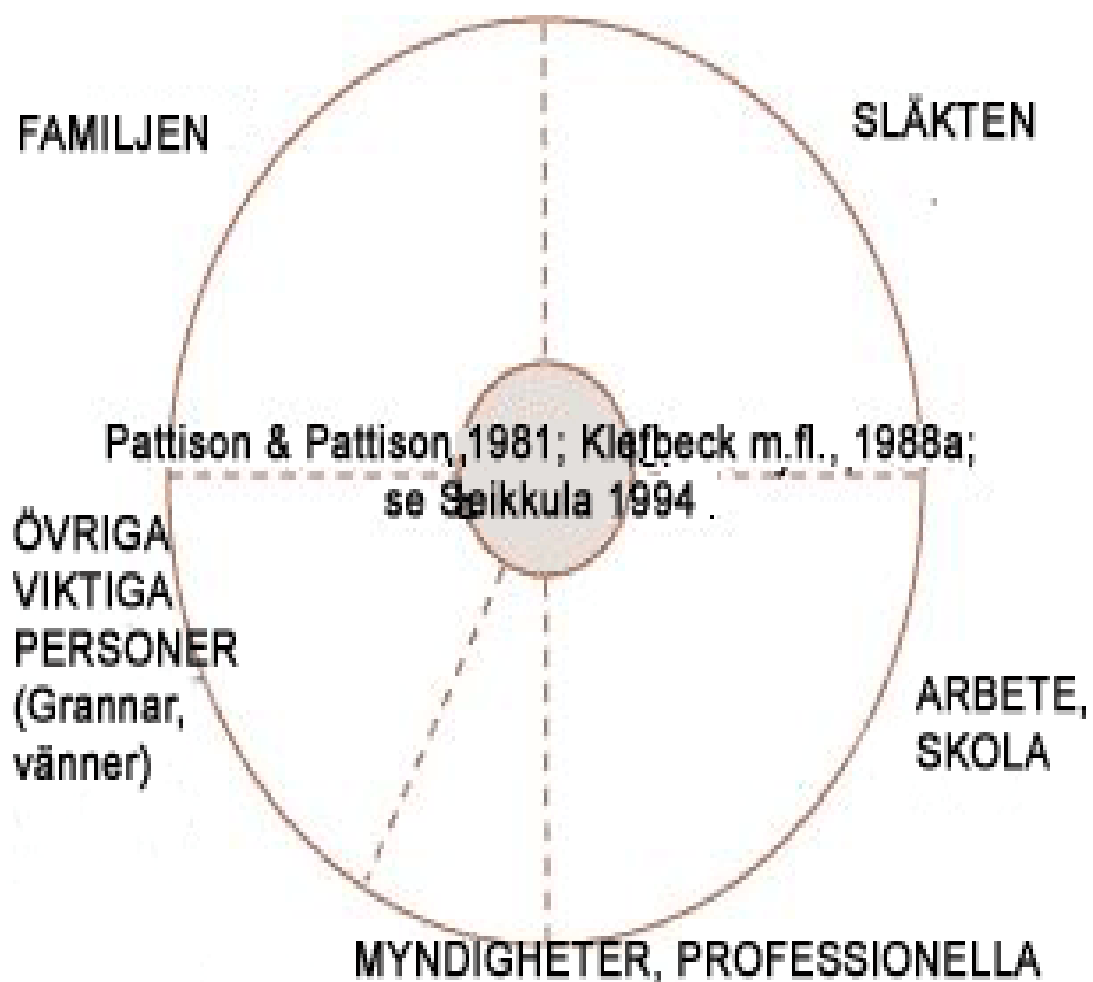 FAMILJEN
SLÄKTEN
Pattison & Pattison, 1981; Klefbeck m.fl., 1988a;
se Seikkula 1994 .
ÖVRIGA
VIKTIGA
PERSONER
(Grannar,
vänner)
ARBETE,
SKOLA
MYNDIGHETER, PROFESSIONELLA